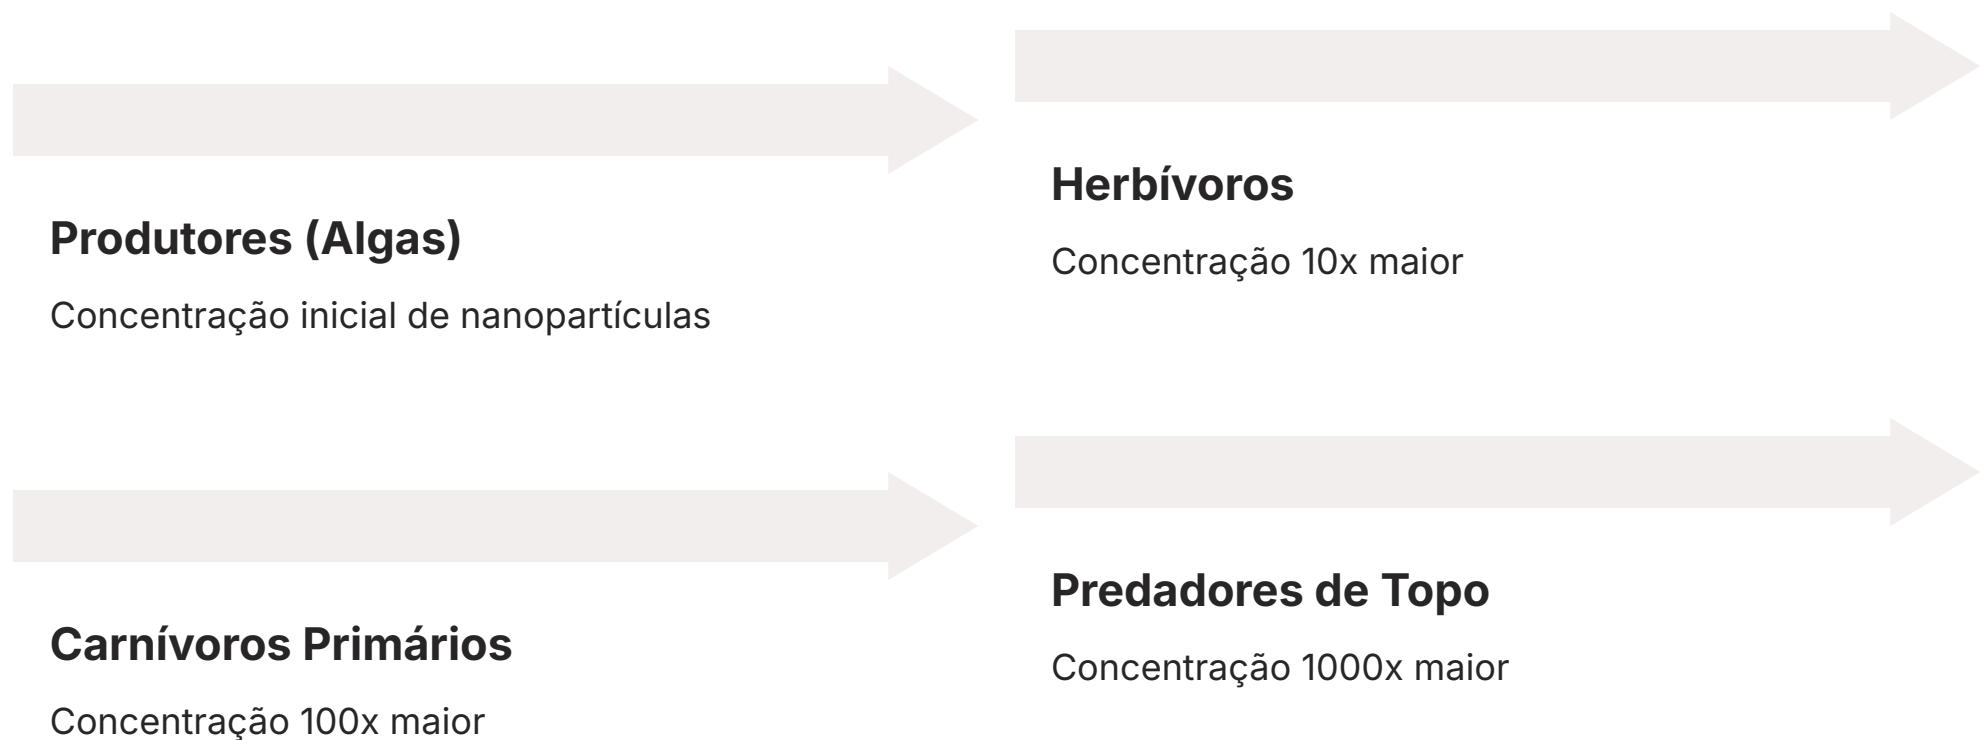 Produtores (Algas)
Concentração inicial de nanopartículas
Herbívoros
Concentração 10x maior
Carnívoros Primários
Concentração 100x maior
Predadores de Topo
Concentração 1000x maior